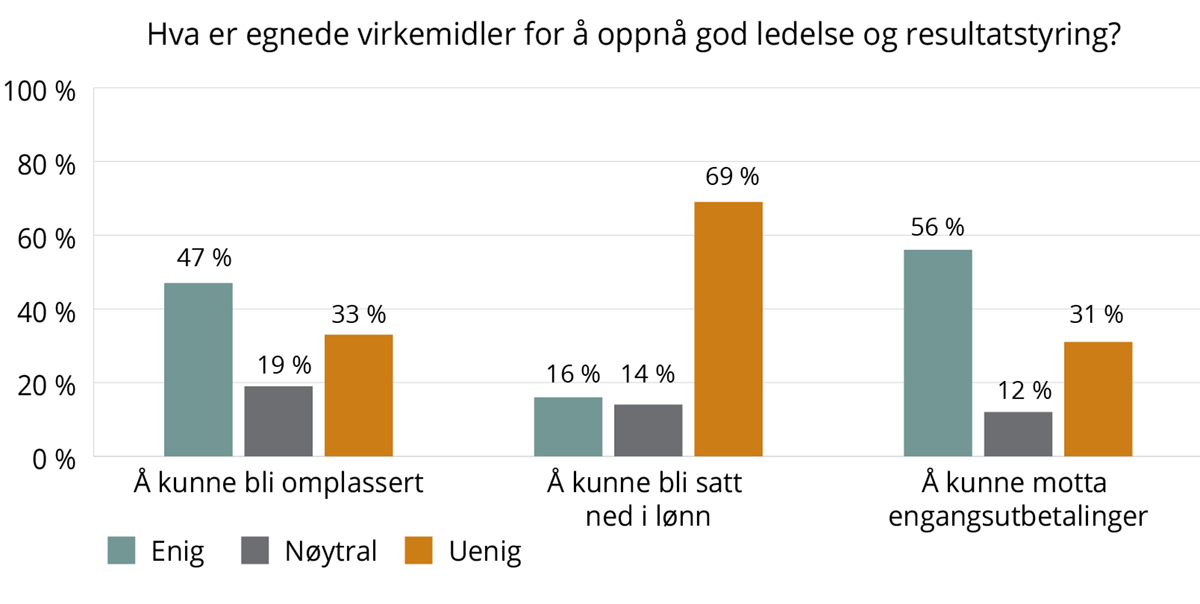 Hva er egnede virkemidler for å oppnå god ledelse og resultatstyring?
100 %
80 %
60 %
40 %
20 %
0 %
47 %
19 %
33 %
16 %
14 %
69 %
56 %
12 %
31 %
Å kunne bli omplassert
Å kunne bli satt
ned i lønn
Å kunne motta
engangsutbetalinger
Enig
Nøytral
Uenig